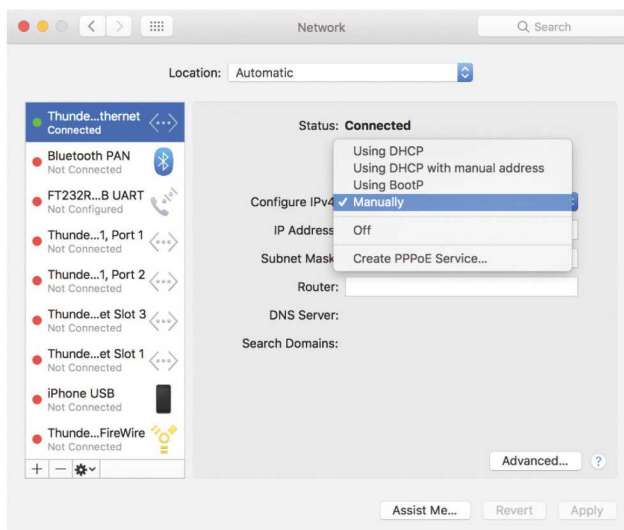 Network
Search
Location: Automatic
Thunde...thernet
Connected
Bluetooth PAN
Not Connected
FT232R...B UART
Not Configured
Thunde...1, Port 1
Not Connected
Thunde...1, Port 2
Not Connected
Thunde...et Slot 3
Not Connected
Thunde...et Slot 1
Not Connected
iPhone USB
Not Connected
Thunde...FireWire
Not Connected
Status: Connected
Using DHCP
Using DHCP with manual address
Using BootP
Configure IPv4 ✓ Manually
IP Address Off
Subnet Mask Create PPPoE Service...
Router:
DNS Server:
Search Domains:
Advanced... ?
Assist Me... Revert Apply